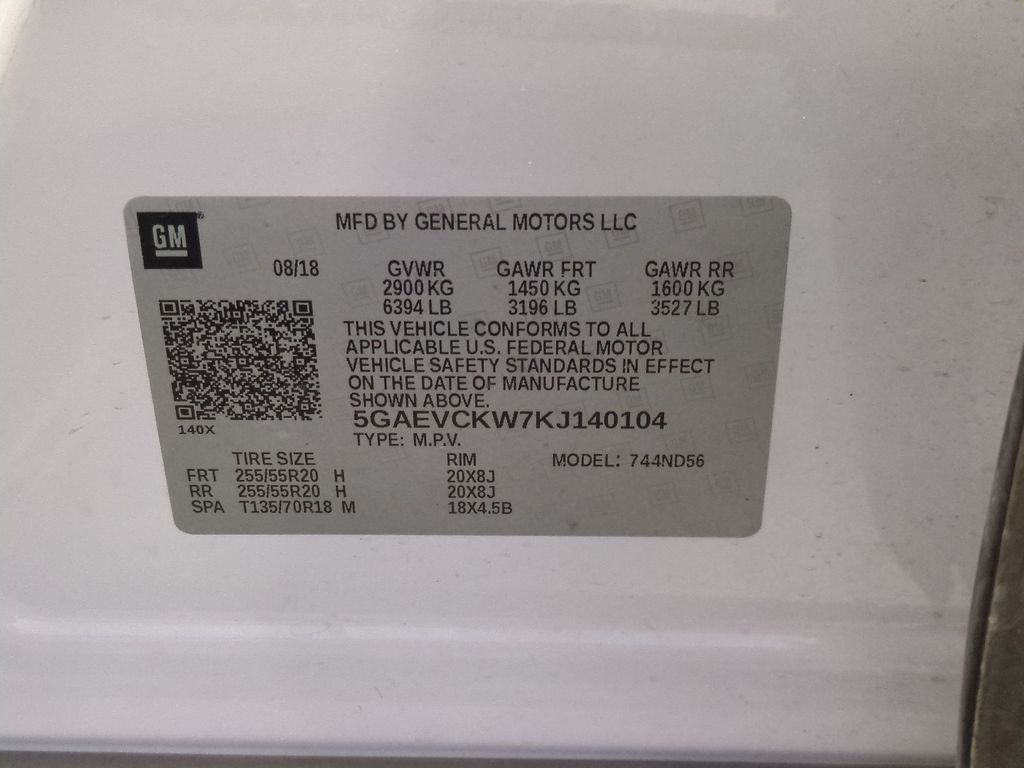 GM
MFD BY GENERAL MOTORS LLC
08/18 GVWR GAWR FRT GAWR RR
2900 KG 1450 KG 1600 KG
6394 LB 3196 LB 3527 LB
THIS VEHICLE CONFORMS TO ALL
APPLICABLE U.S. FEDERAL MOTOR
VEHICLE SAFETY STANDARDS IN EFFECT
ON THE DATE OF MANUFACTURE
SHOWN ABOVE.
5GAEVCKW7KJ140104
140X
TYPE: M.P.V.
TIRE SIZE RIM MODEL: 744ND56
FRT 255/55R20 H 20X8J
RR 255/55R20 H 20X8J
SPA T135/70R18 M 18X4.5B